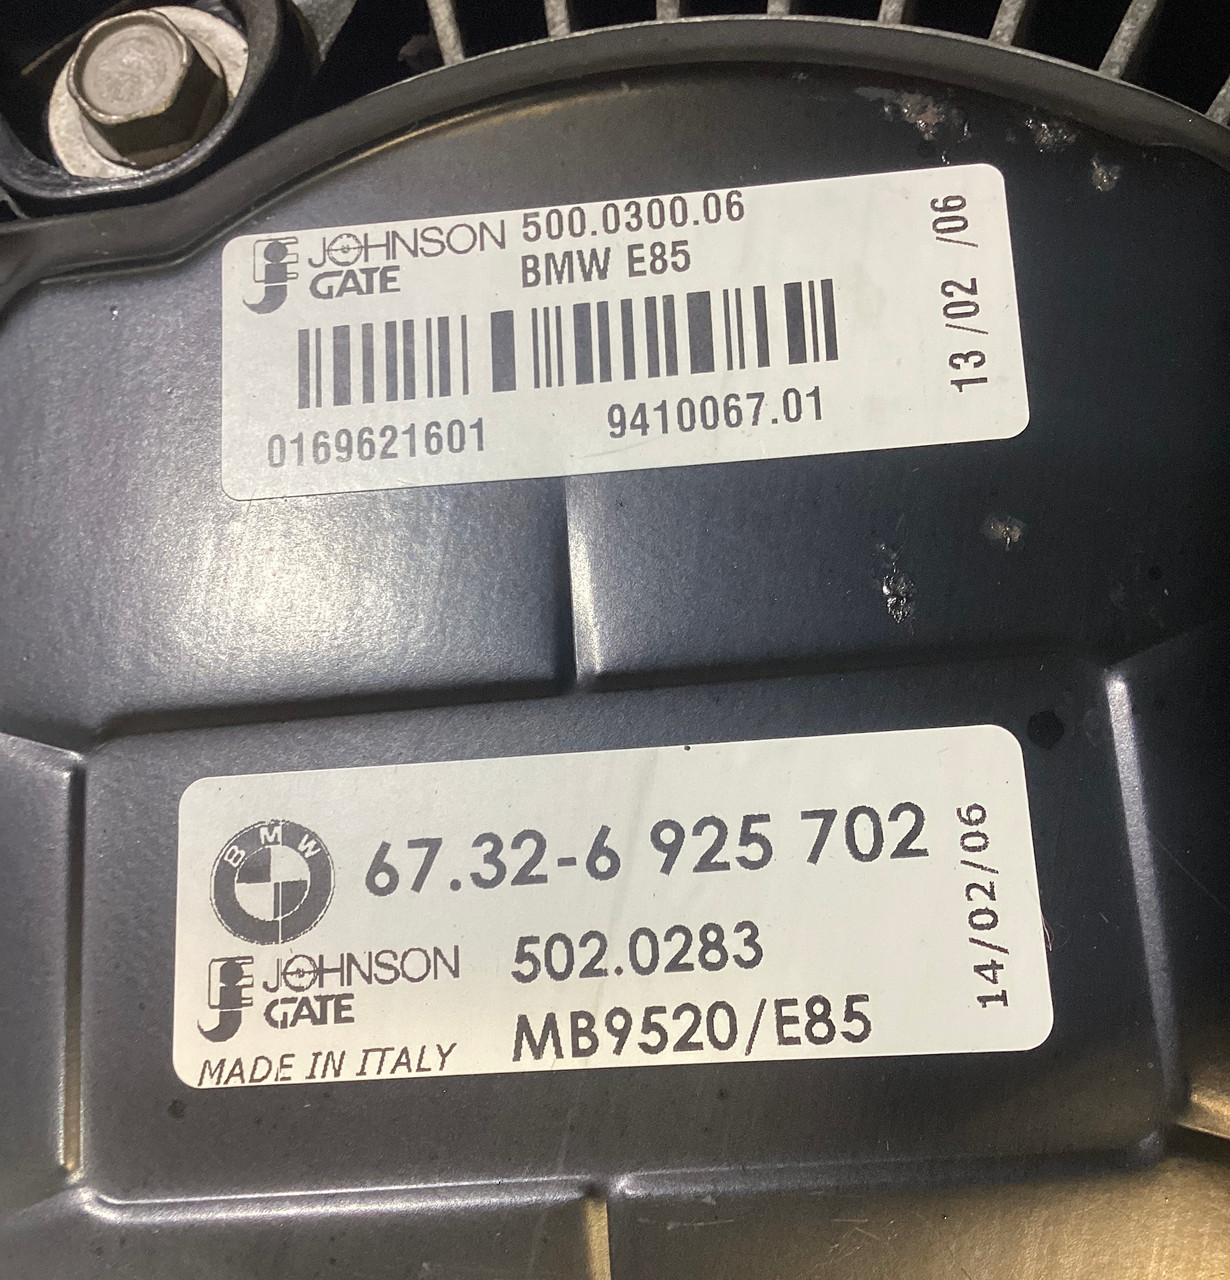 JOHNSON 500.0300.06
GATE BMW E85
0169621601 9410067.01
13/02/06
BMW
67.32-6 925 702
JOHNSON 502.0283
GATE MB9520/E85
MADE IN ITALY
14/02/06